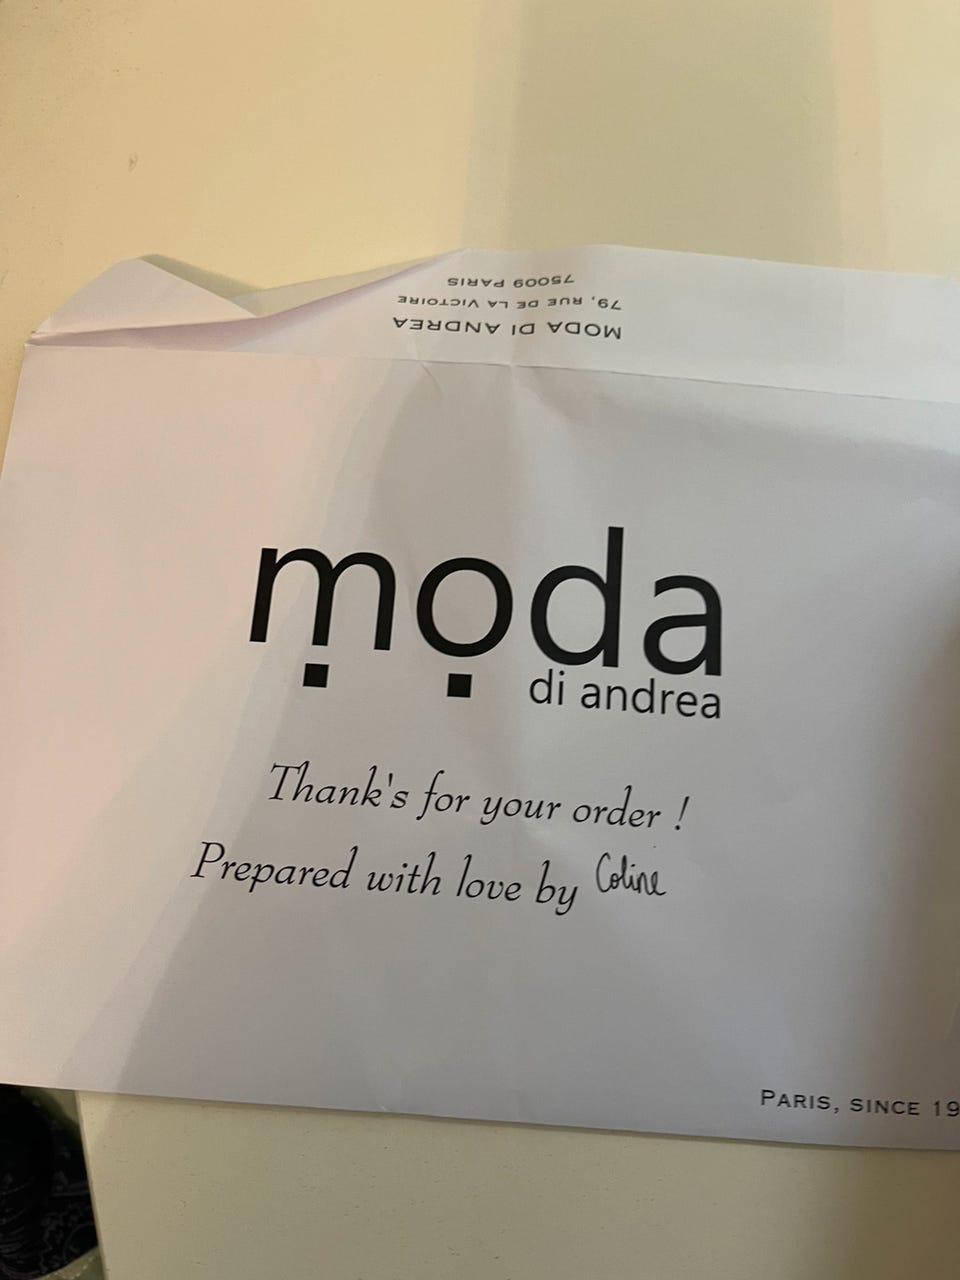 MODA DI ANDREA
79, RUE DE LA VICTOIRE
75009 PARIS
moda
di andrea
Thank's for your order !
Prepared with love by Coline
PARIS, SINCE 19